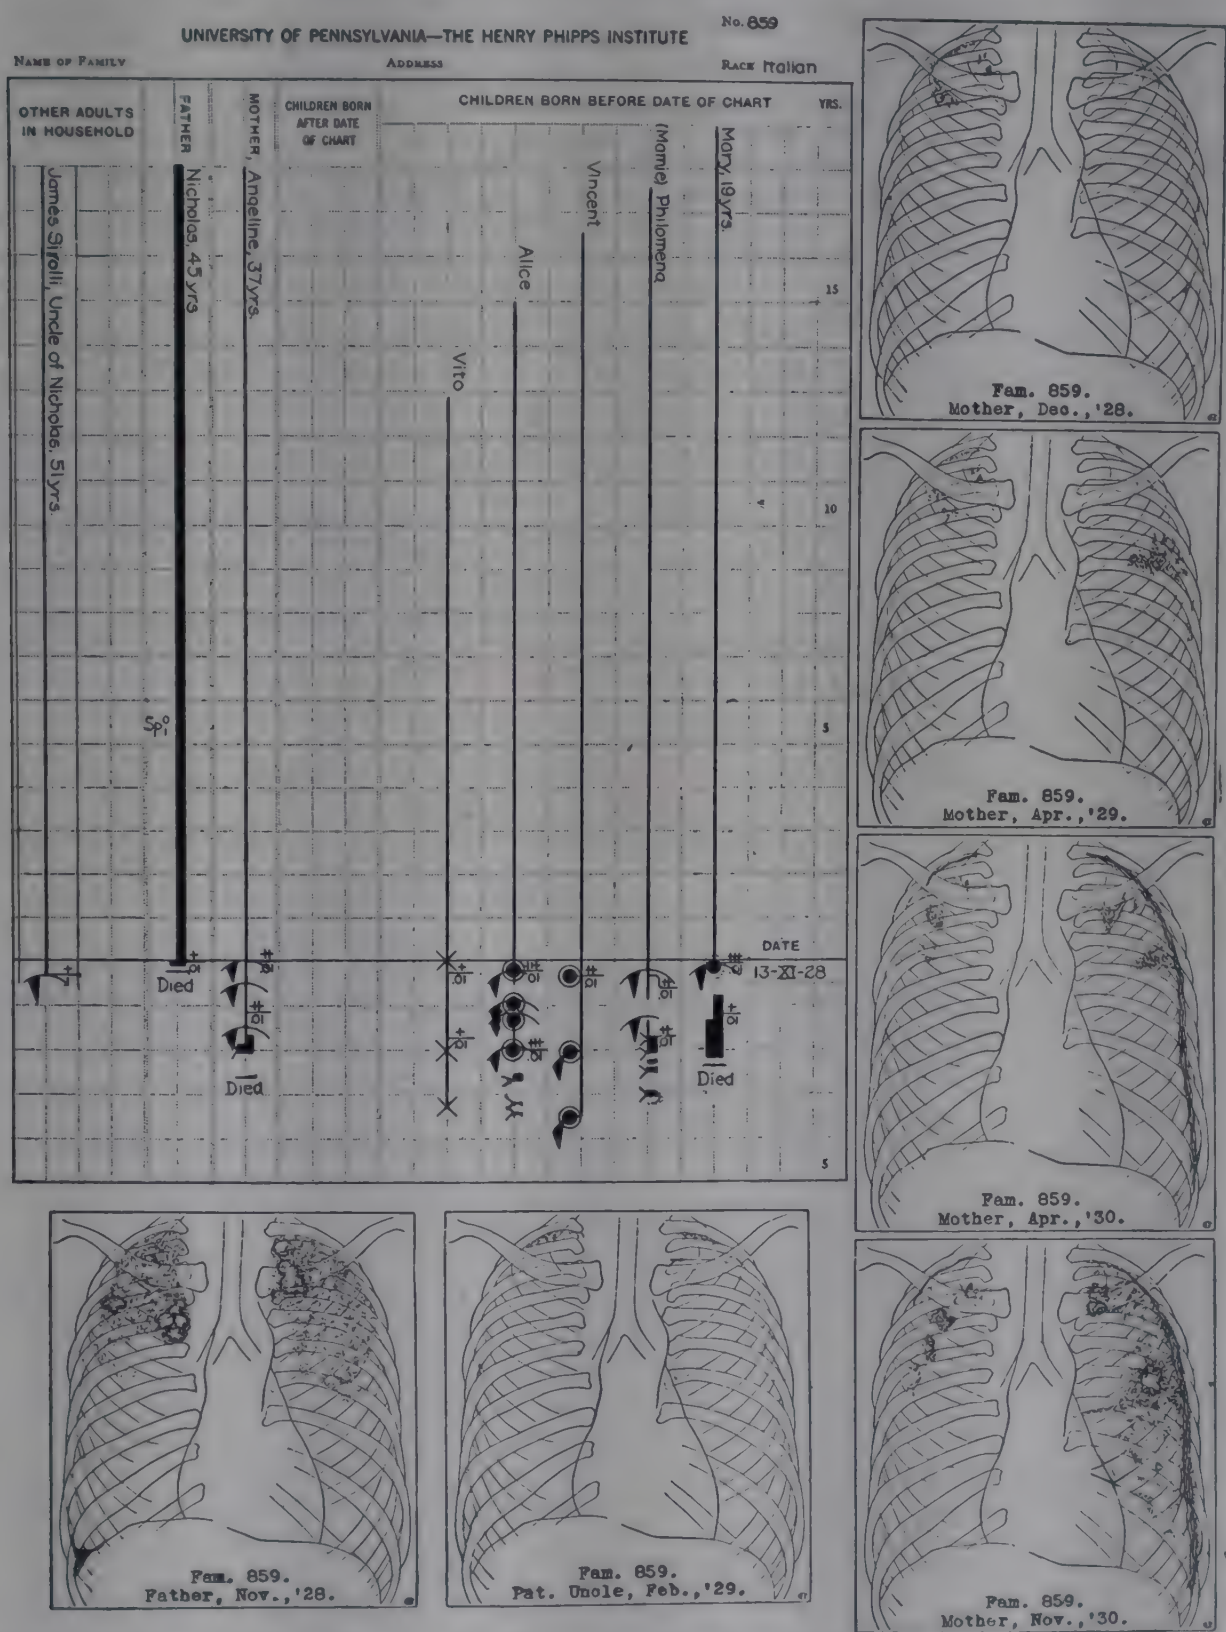 No. 859
UNIVERSITY OF PENNSYLVANIA—THE HENRY PHIPPS INSTITUTE
NAME OF FAMILY
ADDRESS
RACE Italian
OTHER ADULTS
IN HOUSEHOLD
FATHER
MOTHER,
CHILDREN BORN
AFTER DATE
OF CHART
CHILDREN BORN BEFORE DATE OF CHART
YRS.
James Sirolli, Uncle of Nicholas, 51yrs.
Nicholas, 45 yrs
Angeline, 37yrs.
Vito
Alice
Vincent
(Mamie) Philomena
Mary, 19yrs.
15
10
5
DATE
13-XI-28
Died
Died
Died
5
Fam. 859.
Mother, Dec.,'28.
Fam. 859.
Mother, Apr.,'29.
Fam. 859.
Mother, Apr.,'30.
Fam. 859.
Mother, Nov.,'30.
Fam. 859.
Father, Nov.,'28.
Fam. 859.
Pat. Uncle, Feb.,'29.